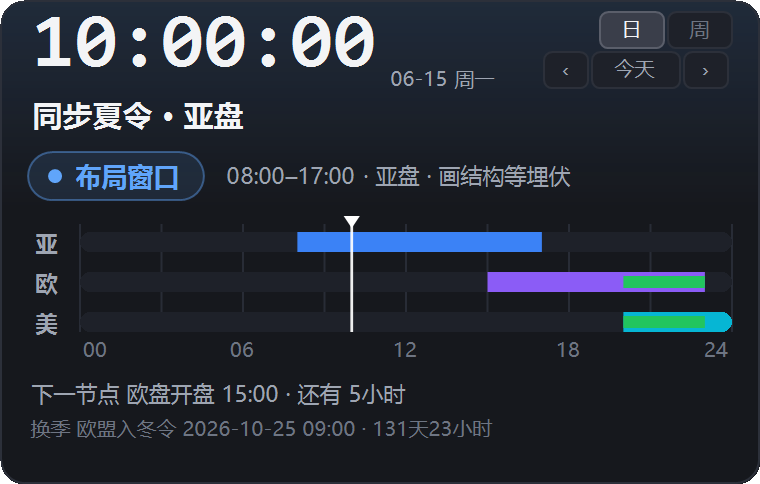 10:00:00 06-15 周一
日 周
‹ 今天 ›
同步夏令 • 亚盘
布局窗口 08:00–17:00 · 亚盘 · 画结构等埋伏
亚
欧
美
00 06 12 18 24
下一节点 欧盘开盘 15:00 · 还有 5小时
换季 欧盟入冬令 2026-10-25 09:00 · 131天23小时